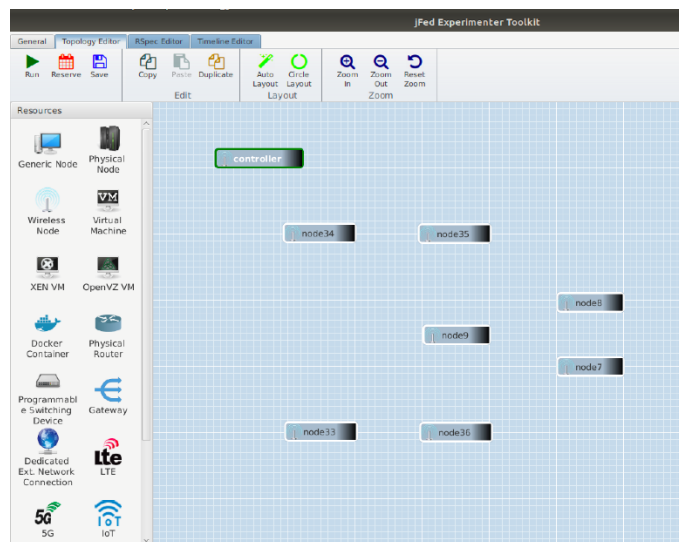 jFed Experimenter Toolkit
General Topology Editor RSpec Editor Timeline Editor
Run Reserve Save Copy Paste Duplicate Auto Layout Circle Layout Zoom In Zoom Out Reset Zoom
Edit Layout Zoom
Resources
Generic Node
Physical
Node
Wireless
Node
Virtual
Machine
VM
XEN VM
OpenVZ VM
Docker
Container
Physical
Router
Programmabl
e Switching
Device
Gateway
Dedicated
Ext. Network
Connection
lte
LTE
5G
5G
IoT
IoT
controller
node34
node35
node8
node9
node7
node33
node36